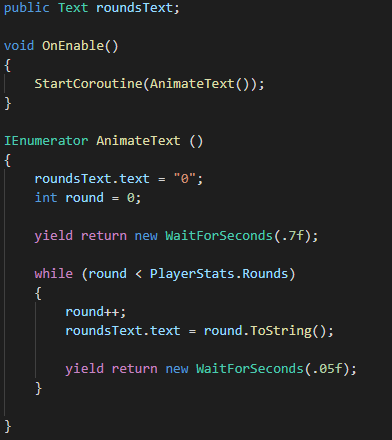 public Text roundsText;
void OnEnable()
{
StartCoroutine(AnimateText());
}
IEnumerator AnimateText ()
{
roundsText.text = "0";
int round = 0;
yield return new WaitForSeconds(.7f);
while (round < PlayerStats.Rounds)
{
round++;
roundsText.text = round.ToString();
yield return new WaitForSeconds(.05f);
}
}